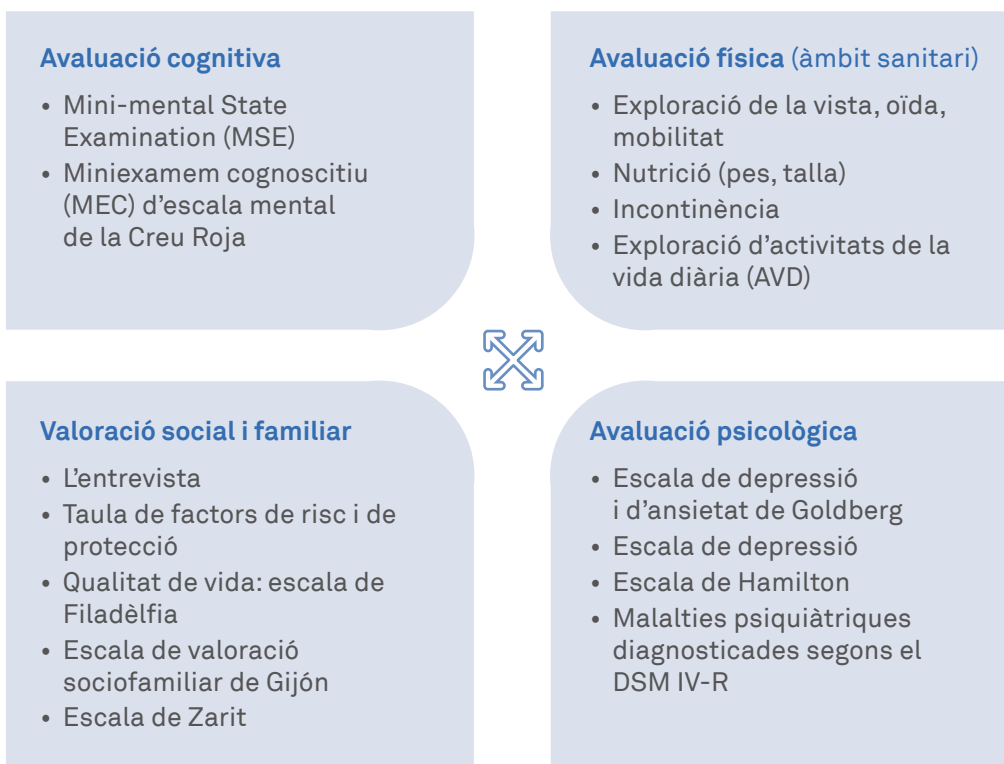 Avaluació cognitiva
• Mini-mental State
Examination (MSE)
• Miniexamem cognoscitiu
(MEC) d’escala mental
de la Creu Roja
Avaluació física (àmbit sanitari)
• Exploració de la vista, oïda,
mobilitat
• Nutrició (pes, talla)
• Incontinència
• Exploració d’activitats de la
vida diària (AVD)
Valoració social i familiar
• L’entrevista
• Taula de factors de risc i de
protecció
• Qualitat de vida: escala de
Filadèlfia
• Escala de valoració
sociofamiliar de Gijón
• Escala de Zarit
Avaluació psicològica
• Escala de depressió
i d’ansietat de Goldberg
• Escala de depressió
• Escala de Hamilton
• Malalties psiquiàtriques
diagnosticades segons el
DSM IV-R